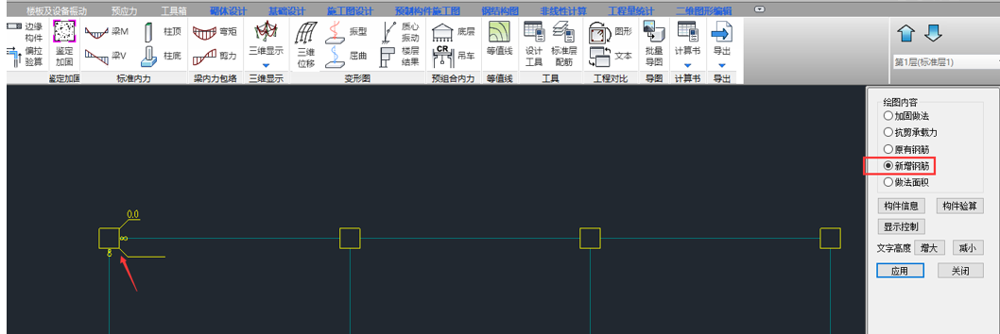 楼板及设备振动 预应力 工具箱 砌体设计 基础设计 施工图设计 预制构件施工图 钢结构图 非线性计算 工程量统计 二维图形编辑
边缘构件 偏拉验算 鉴定加固 梁M 梁V 柱顶 柱底 弯矩 剪力 三维显示 三维位移 振型 屈曲 质心振动 楼层结果 底层 CR 吊车 等值线 设计工具 标准层配筋 图形 文本 批量导图 计算书 导出
鉴定加固 标准内力 梁内力包络 三维显示 变形图 预组合内力 等值线 工具 工程对比 导图 计算书 导出
第1层(标准层1)
绘图内容
加固做法
抗剪承载力
原有钢筋
新增钢筋
做法面积
构件信息 构件验算
显示控制
文字高度 增大 减小
应用 关闭
0.0
8
8